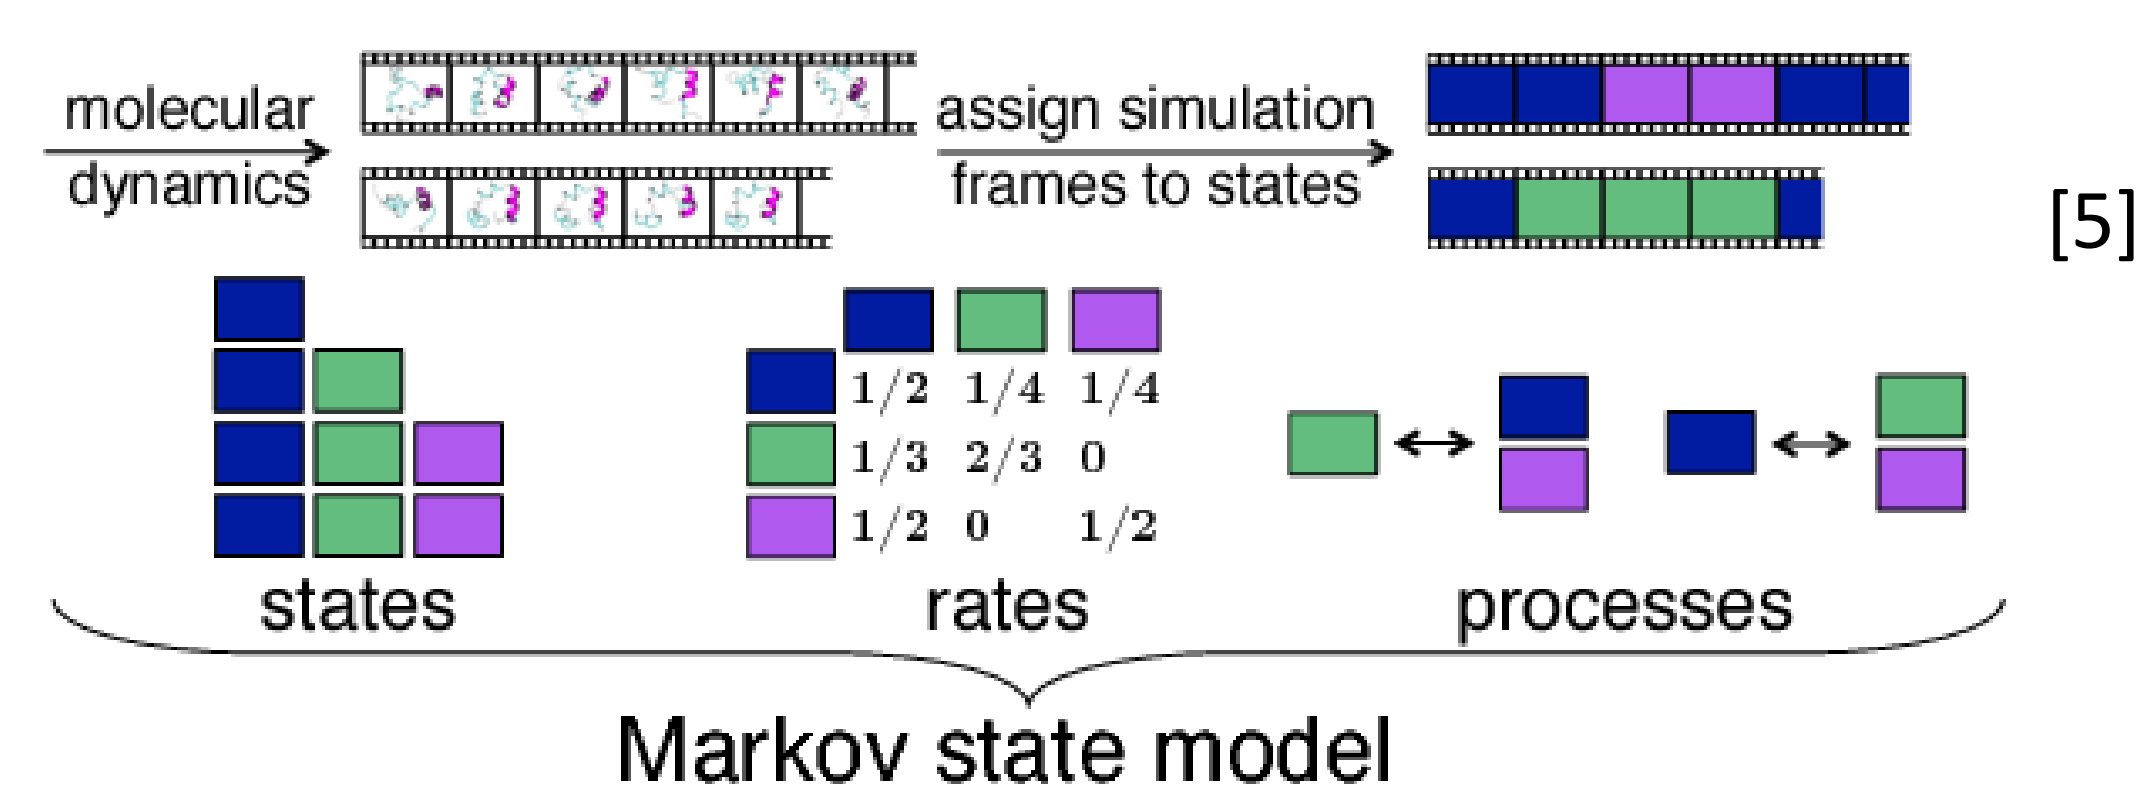 molecular
dynamics
assign simulation
frames to states
[5]
1/2 1/4 1/4
1/3 2/3 0
1/2 0 1/2
states
rates
processes
Markov state model